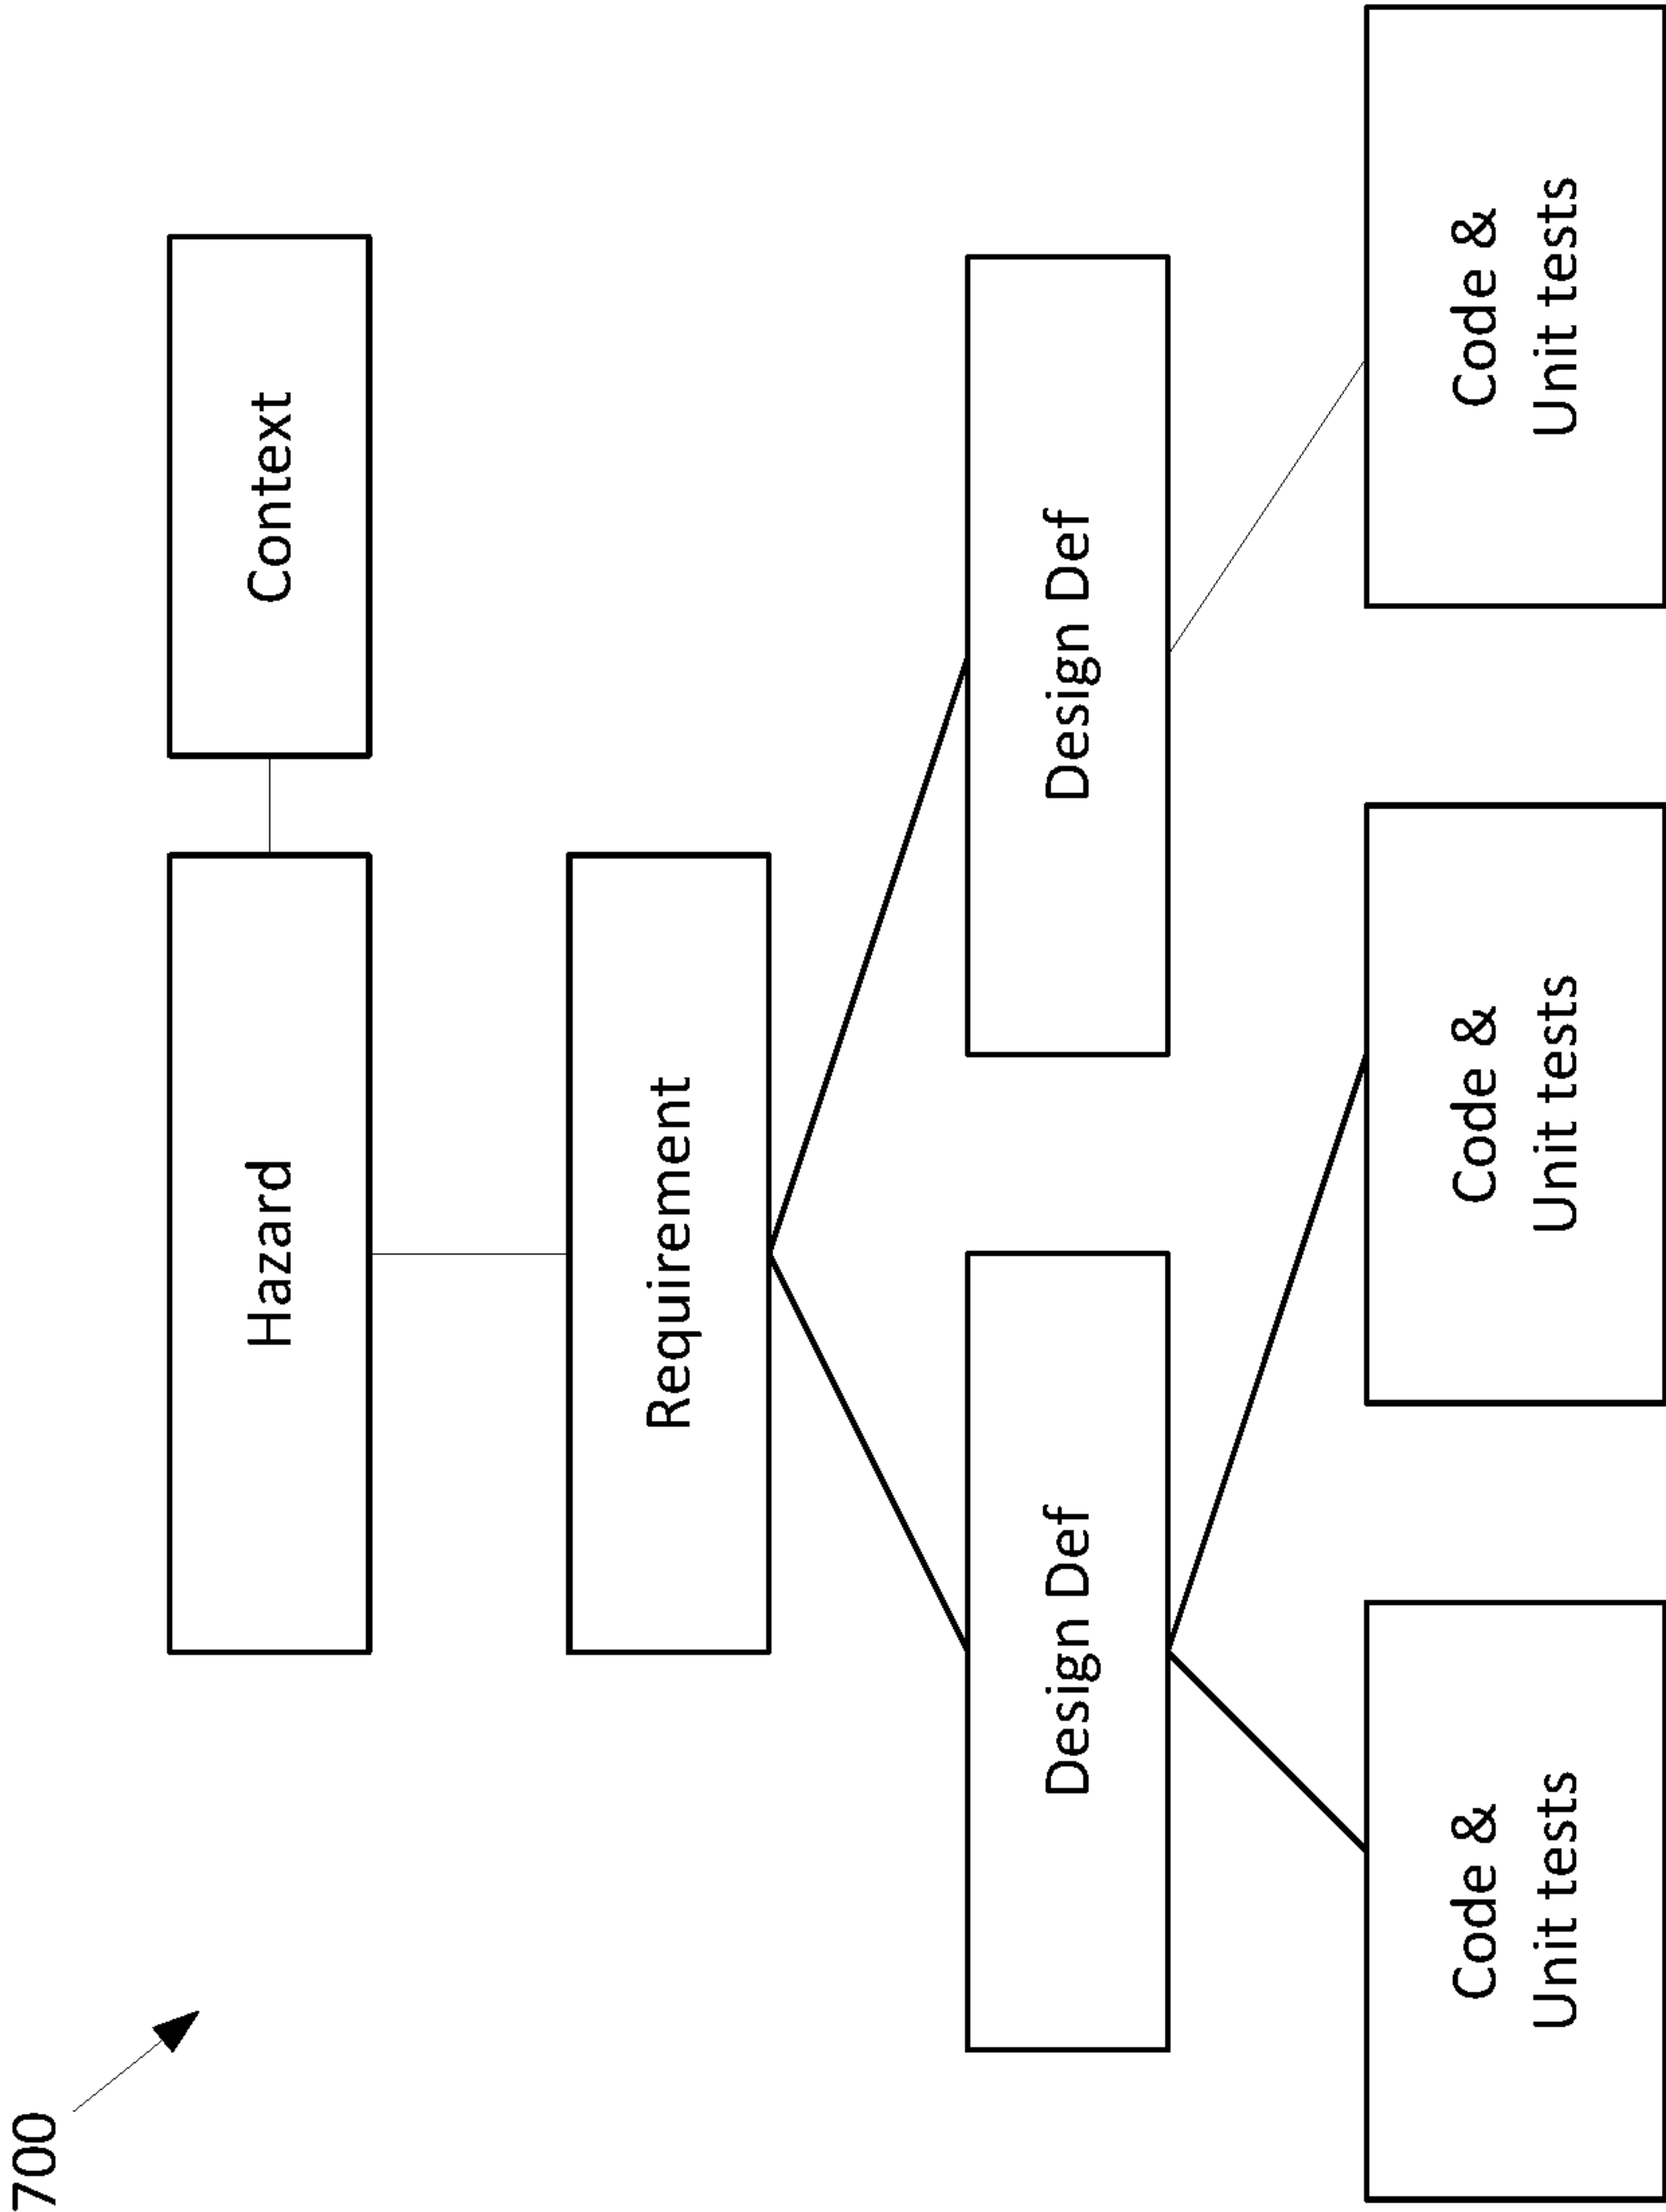 700
Hazard
Context
Requirement
Design Def
Design Def
Code &
Unit tests
Code &
Unit tests
Code &
Unit tests